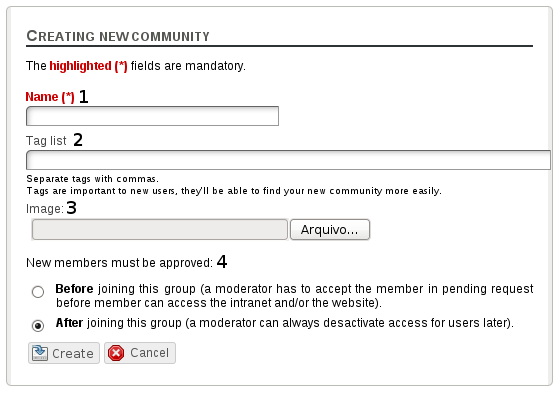 CREATING NEW COMMUNITY
The highlighted (*) fields are mandatory.
Name (*) 1
Tag list 2
Separate tags with commas.
Tags are important to new users, they'll be able to find your new community more easily.
Image: 3
Arquivo...
New members must be approved: 4
Before joining this group (a moderator has to accept the member in pending request
before member can access the intranet and/or the website).
After joining this group (a moderator can always desactivate access for users later).
Create Cancel